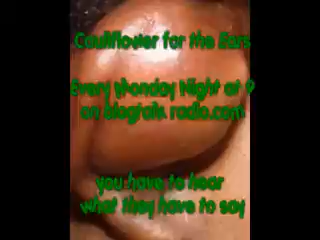 Cauliflower for the Ears
Every Monday Night at 9
on blogtalk radio.com
you have to hear
what they have to say